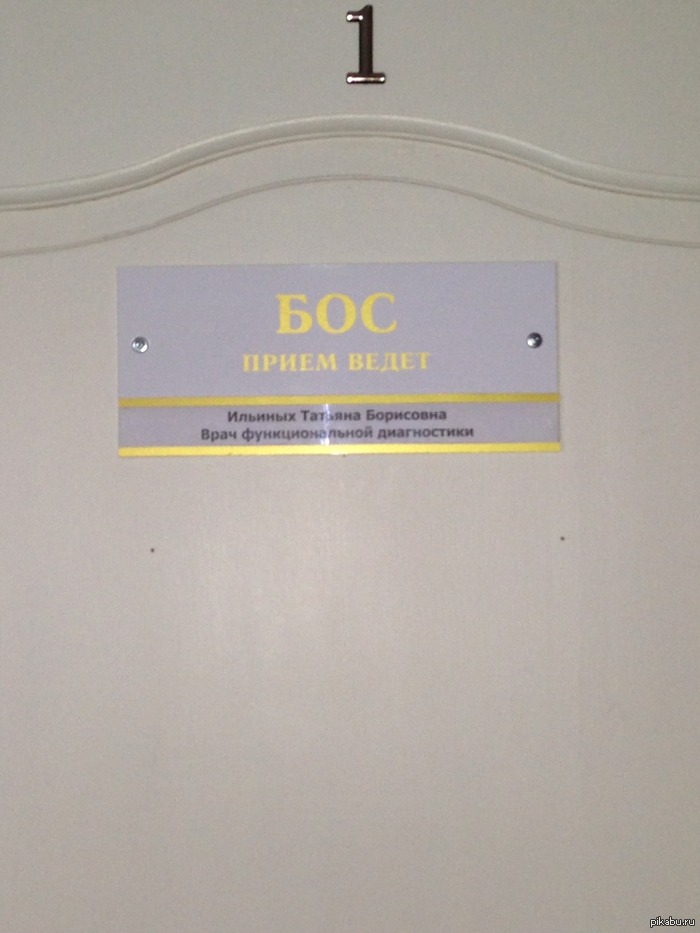 1
БОС
ПРИЕМ ВЕДЕТ
Ильиных Татьяна Борисовна
Врач функциональной диагностики
pikabu.ru